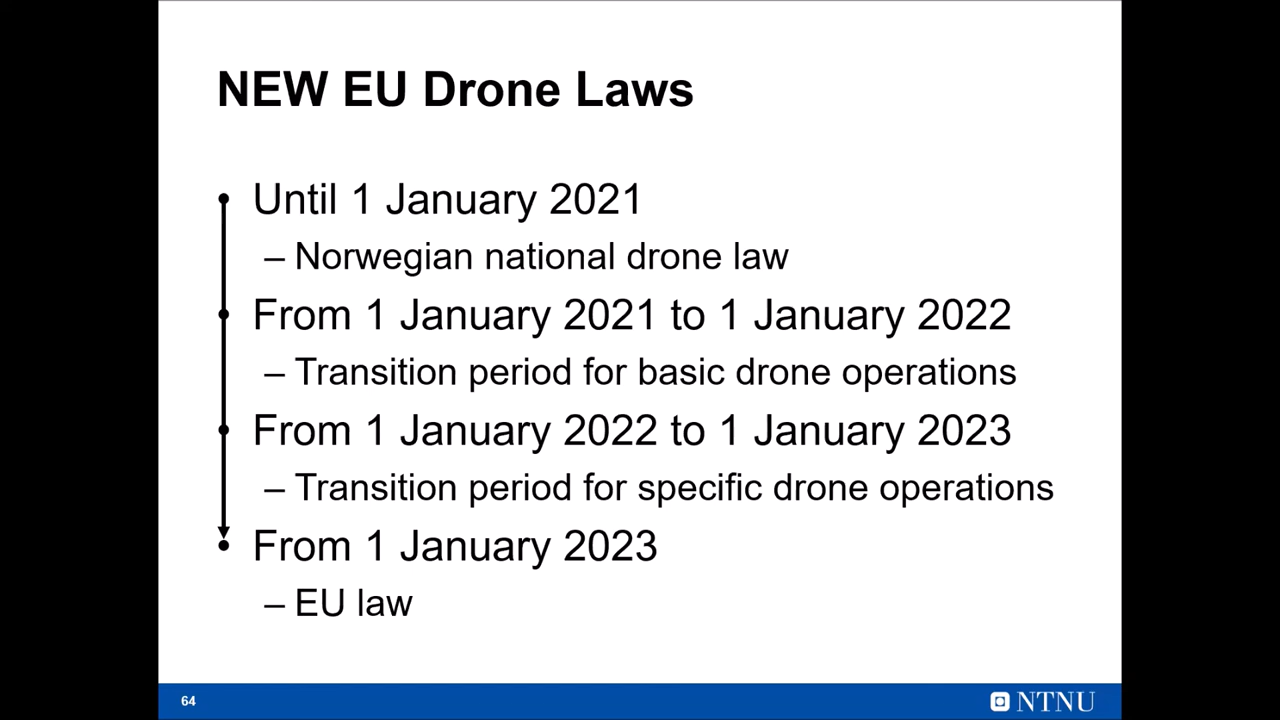 NEW EU Drone Laws
• Until 1 January 2021
– Norwegian national drone law
• From 1 January 2021 to 1 January 2022
– Transition period for basic drone operations
• From 1 January 2022 to 1 January 2023
– Transition period for specific drone operations
• From 1 January 2023
– EU law
64
NTNU